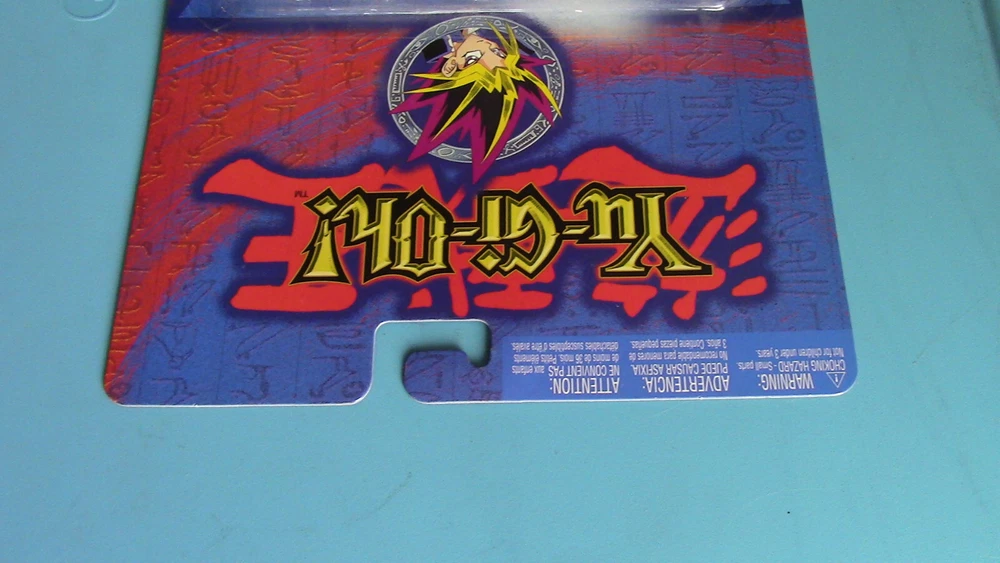 WARNING:
CHOKING HAZARD - Small parts.
Not for children under 3 years.
ADVERTENCIA:
PUEDE CAUSAR ASFIXIA.
No recomendable para menores de
3 años. Contiene piezas pequeñas.
ATTENTION:
NE CONVIENT PAS aux enfants
de moins de 36 mois. Petits éléments
détachables susceptibles d'être avalés.
Yu-Gi-Oh!
TM